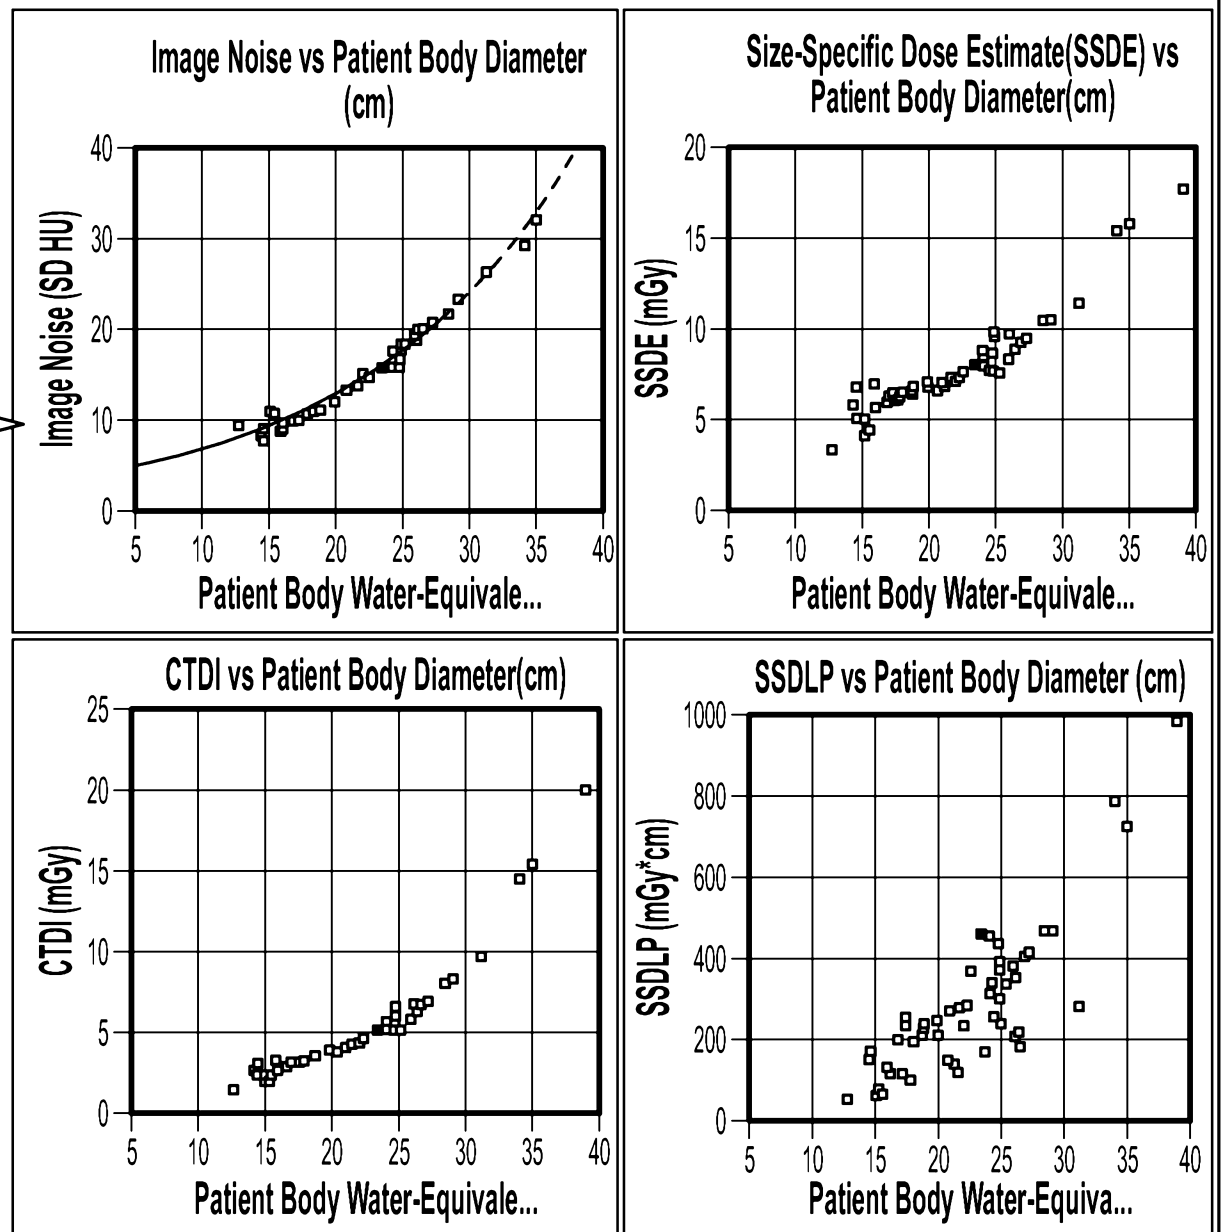 Image Noise vs Patient Body Diameter
(cm)
40
30
20
10
0
Image Noise (SD HU)
5 10 15 20 25 30 35 40
Patient Body Water-Equivale...
Size-Specific Dose Estimate(SSDE) vs
Patient Body Diameter(cm)
20
15
10
5
0
SSDE (mGy)
5 10 15 20 25 30 35 40
Patient Body Water-Equivale...
CTDI vs Patient Body Diameter(cm)
25
20
15
10
5
0
CTDI (mGy)
5 10 15 20 25 30 35 40
Patient Body Water-Equivale...
SSDLP vs Patient Body Diameter (cm)
1000
800
600
400
200
0
SSDLP (mGy*cm)
5 10 15 20 25 30 35 40
Patient Body Water-Equiva...